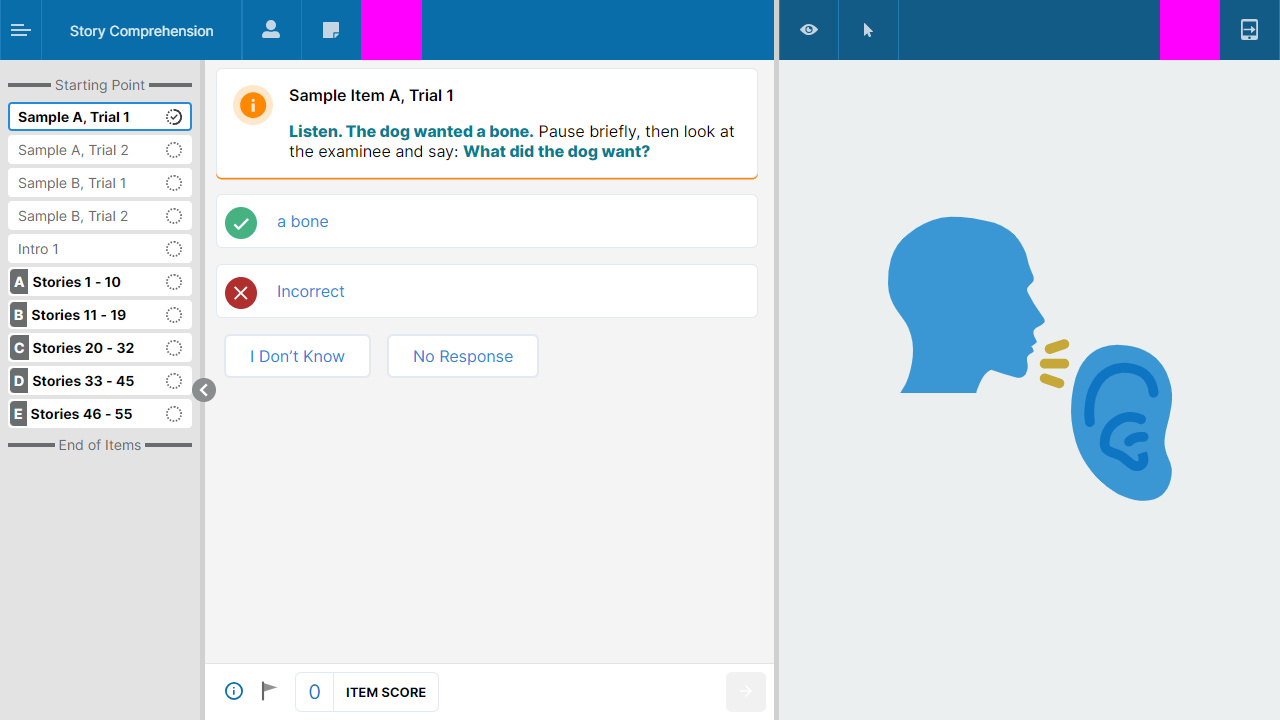 Story Comprehension
Starting Point
Sample A, Trial 1
Sample A, Trial 2
Sample B, Trial 1
Sample B, Trial 2
Intro 1
A Stories 1 - 10
B Stories 11 - 19
C Stories 20 - 32
D Stories 33 - 45
E Stories 46 - 55
End of Items
Sample Item A, Trial 1
Listen. The dog wanted a bone. Pause briefly, then look at
the examinee and say: What did the dog want?
a bone
Incorrect
I Don’t Know
No Response
0 ITEM SCORE